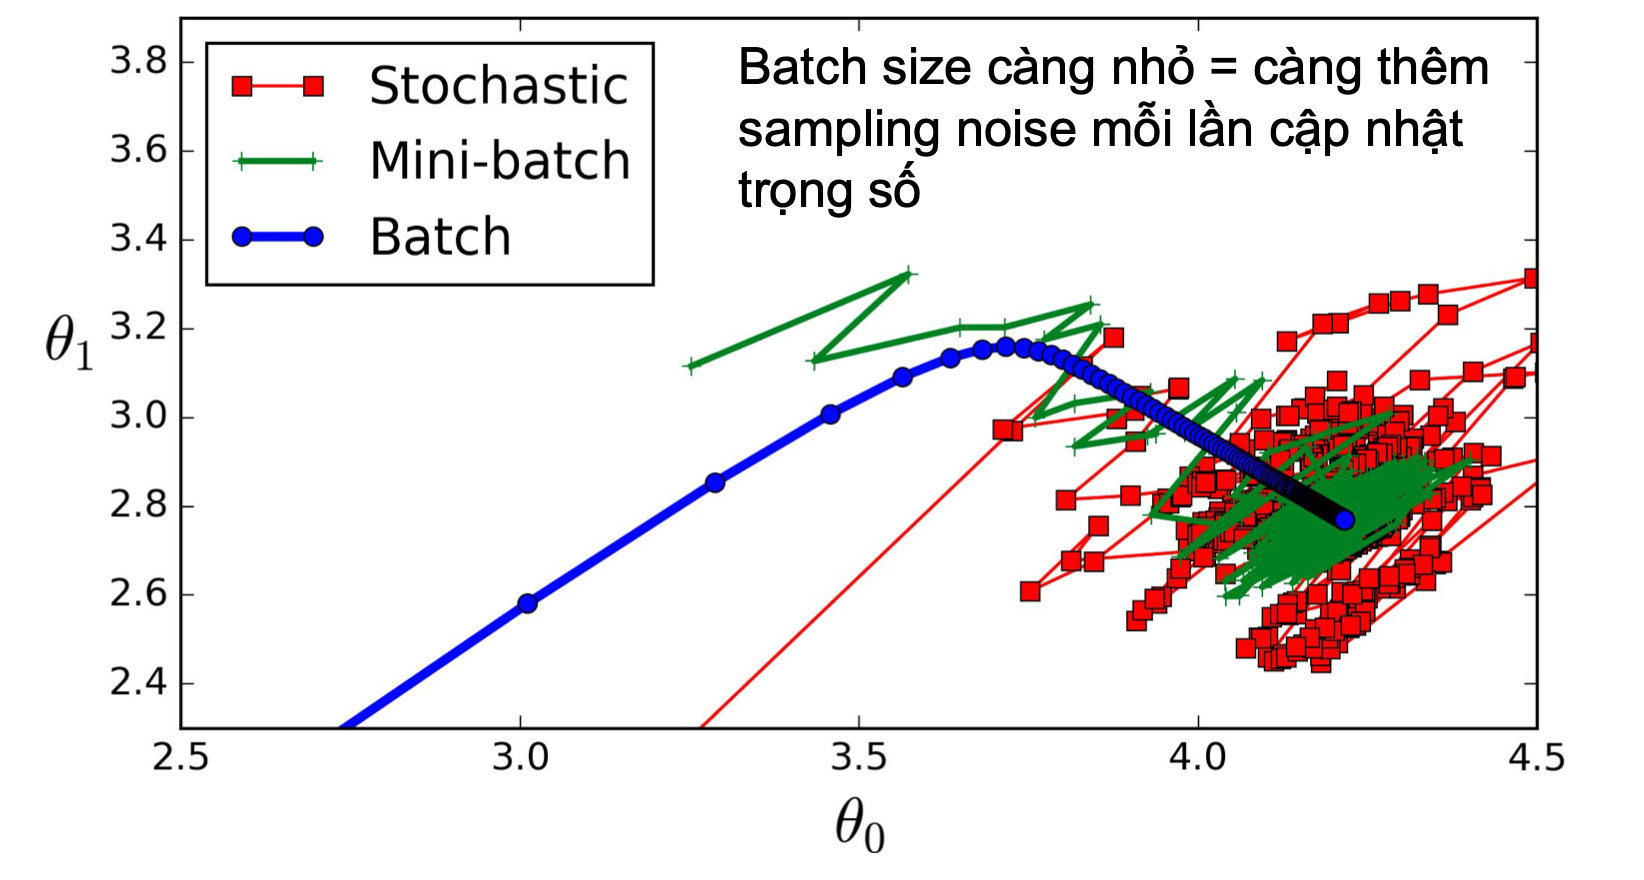 Stochastic
Mini-batch
Batch
Batch size càng nhỏ = càng thêm
sampling noise mỗi lần cập nhật
trọng số
3.8
3.6
3.4
3.2
3.0
2.8
2.6
2.4
θ1
2.5 3.0 3.5 4.0 4.5
θ0